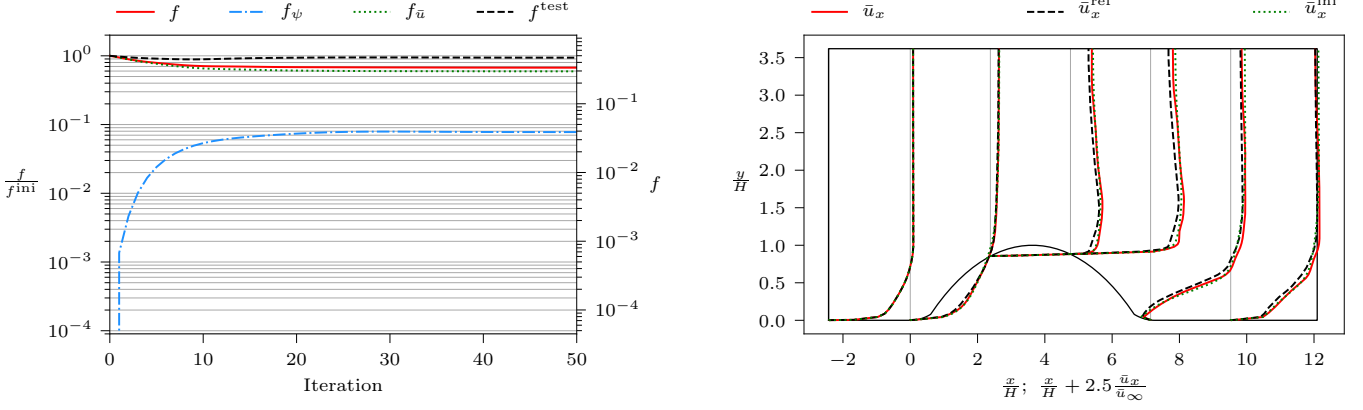 f f_ψ f_ū f^test
10^0
10^−1
10^−2
10^−3
10^−4
f/f^ini
10^−1
10^−2
10^−3
10^−4
f
0 10 20 30 40 50
Iteration
ū_x ū_x^ref ū_x^ini
3.5
3.0
2.5
2.0
1.5
1.0
0.5
0.0
y/H
−2 0 2 4 6 8 10 12
x/H; x/H + 2.5 ū_x/ū_∞